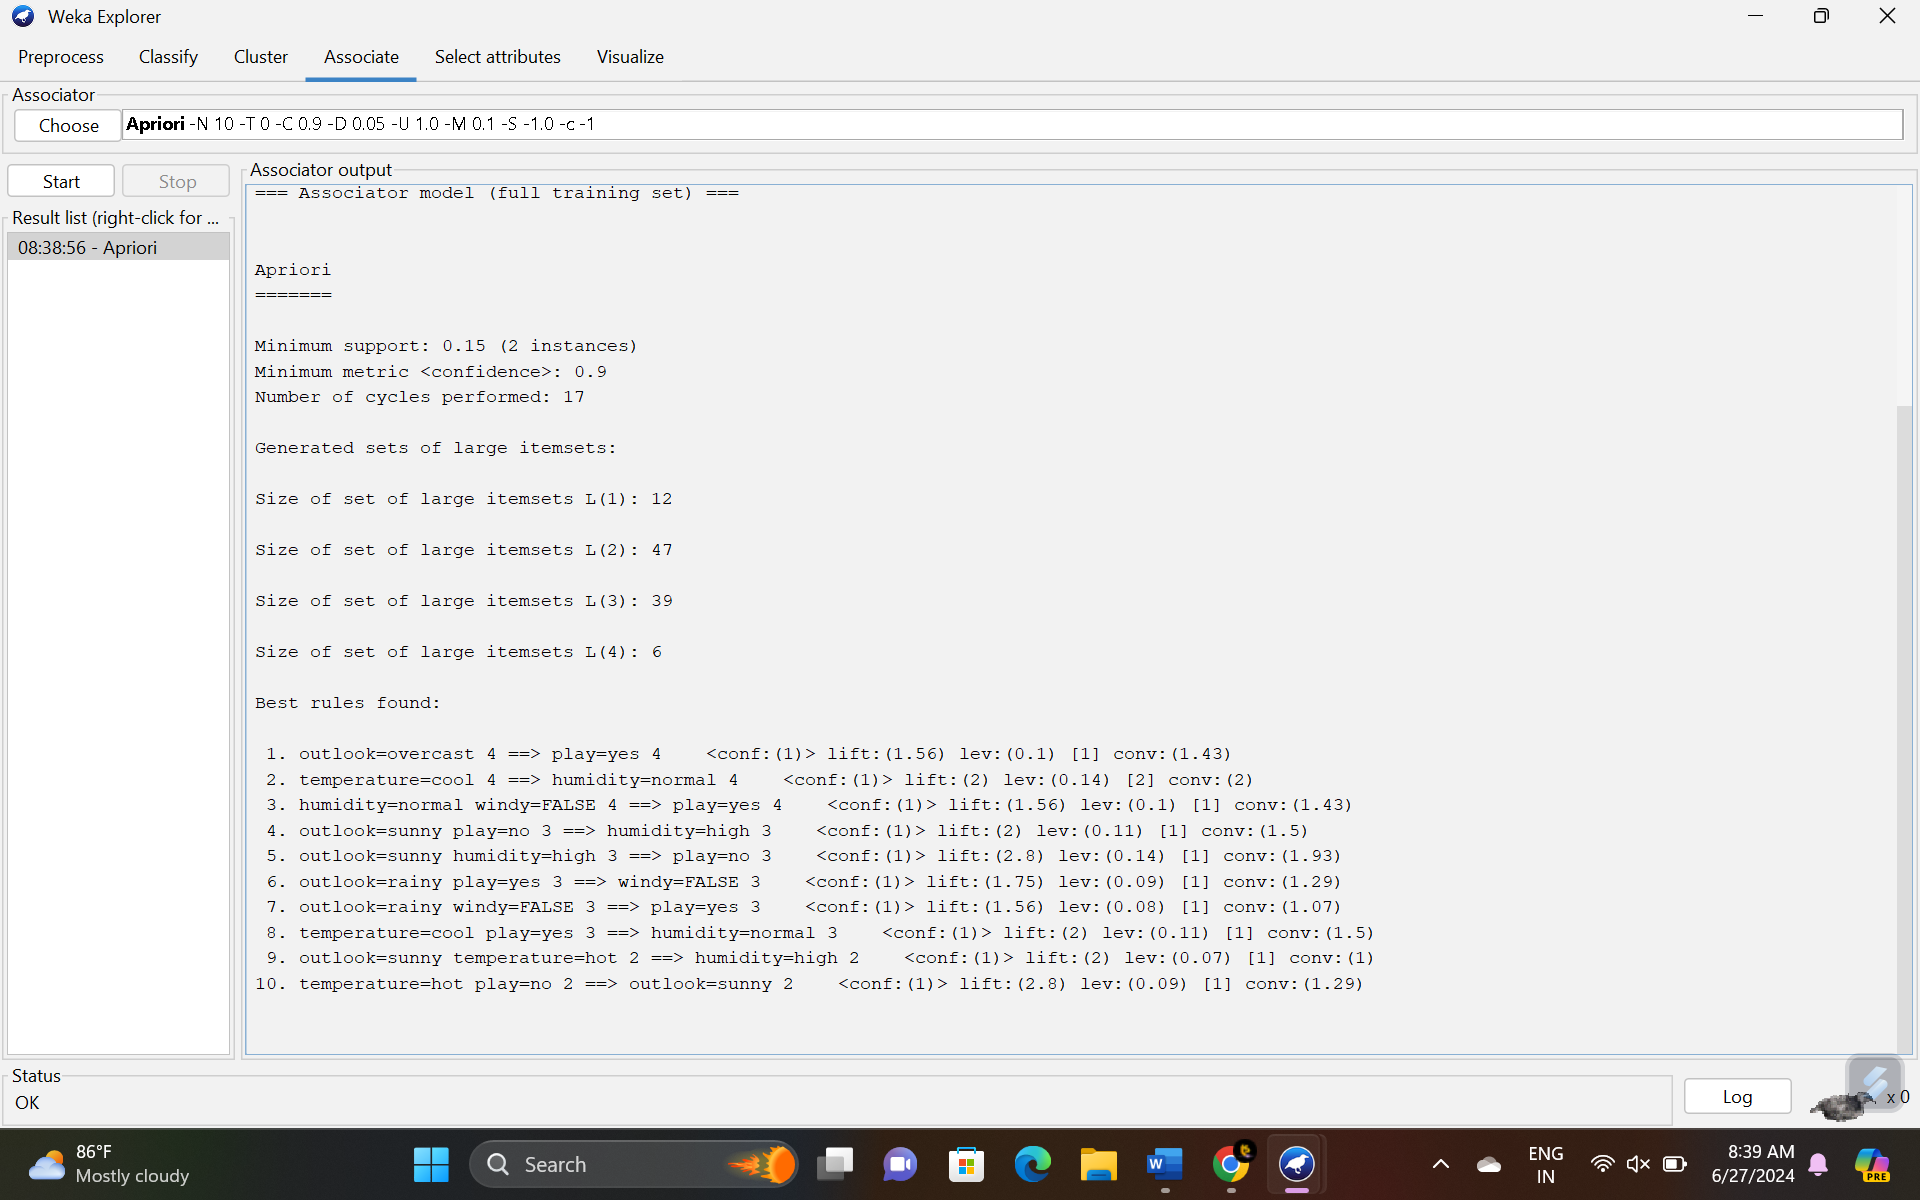 Weka Explorer
Preprocess Classify Cluster Associate Select attributes Visualize
Associator
Choose Apriori -N 10 -T 0 -C 0.9 -D 0.05 -U 1.0 -M 0.1 -S -1.0 -c -1
Start Stop
Result list (right-click for ...
08:38:56 - Apriori
Associator output
=== Associator model (full training set) ===
Apriori
=======
Minimum support: 0.15 (2 instances)
Minimum metric <confidence>: 0.9
Number of cycles performed: 17
Generated sets of large itemsets:
Size of set of large itemsets L(1): 12
Size of set of large itemsets L(2): 47
Size of set of large itemsets L(3): 39
Size of set of large itemsets L(4): 6
Best rules found:
1. outlook=overcast 4 ==> play=yes 4    <conf:(1)> lift:(1.56) lev:(0.1) [1] conv:(1.43)
2. temperature=cool 4 ==> humidity=normal 4    <conf:(1)> lift:(2) lev:(0.14) [2] conv:(2)
3. humidity=normal windy=FALSE 4 ==> play=yes 4    <conf:(1)> lift:(1.56) lev:(0.1) [1] conv:(1.43)
4. outlook=sunny play=no 3 ==> humidity=high 3    <conf:(1)> lift:(2) lev:(0.11) [1] conv:(1.5)
5. outlook=sunny humidity=high 3 ==> play=no 3    <conf:(1)> lift:(2.8) lev:(0.14) [1] conv:(1.93)
6. outlook=rainy play=yes 3 ==> windy=FALSE 3    <conf:(1)> lift:(1.75) lev:(0.09) [1] conv:(1.29)
7. outlook=rainy windy=FALSE 3 ==> play=yes 3    <conf:(1)> lift:(1.56) lev:(0.08) [1] conv:(1.07)
8. temperature=cool play=yes 3 ==> humidity=normal 3    <conf:(1)> lift:(2) lev:(0.11) [1] conv:(1.5)
9. outlook=sunny temperature=hot 2 ==> humidity=high 2    <conf:(1)> lift:(2) lev:(0.07) [1] conv:(1)
10. temperature=hot play=no 2 ==> outlook=sunny 2    <conf:(1)> lift:(2.8) lev:(0.09) [1] conv:(1.29)
Status
OK
Log
x 0
86°F
Mostly cloudy
Search
W
ENG
IN
8:39 AM
6/27/2024
PRE